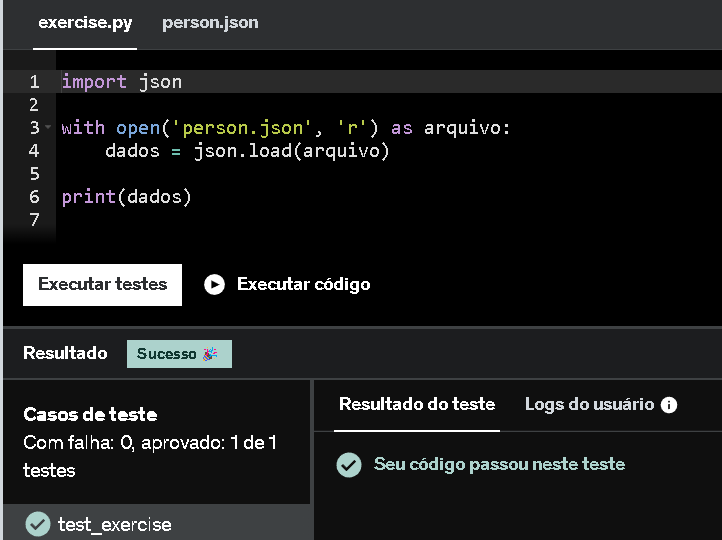 exercise.py person.json
1 import json
2
3 with open('person.json', 'r') as arquivo:
4     dados = json.load(arquivo)
5
6 print(dados)
7
Executar testes Executar código
Resultado Sucesso 🎉
Casos de teste
Com falha: 0, aprovado: 1 de 1
testes
test_exercise
Resultado do teste Logs do usuário
Seu código passou neste teste